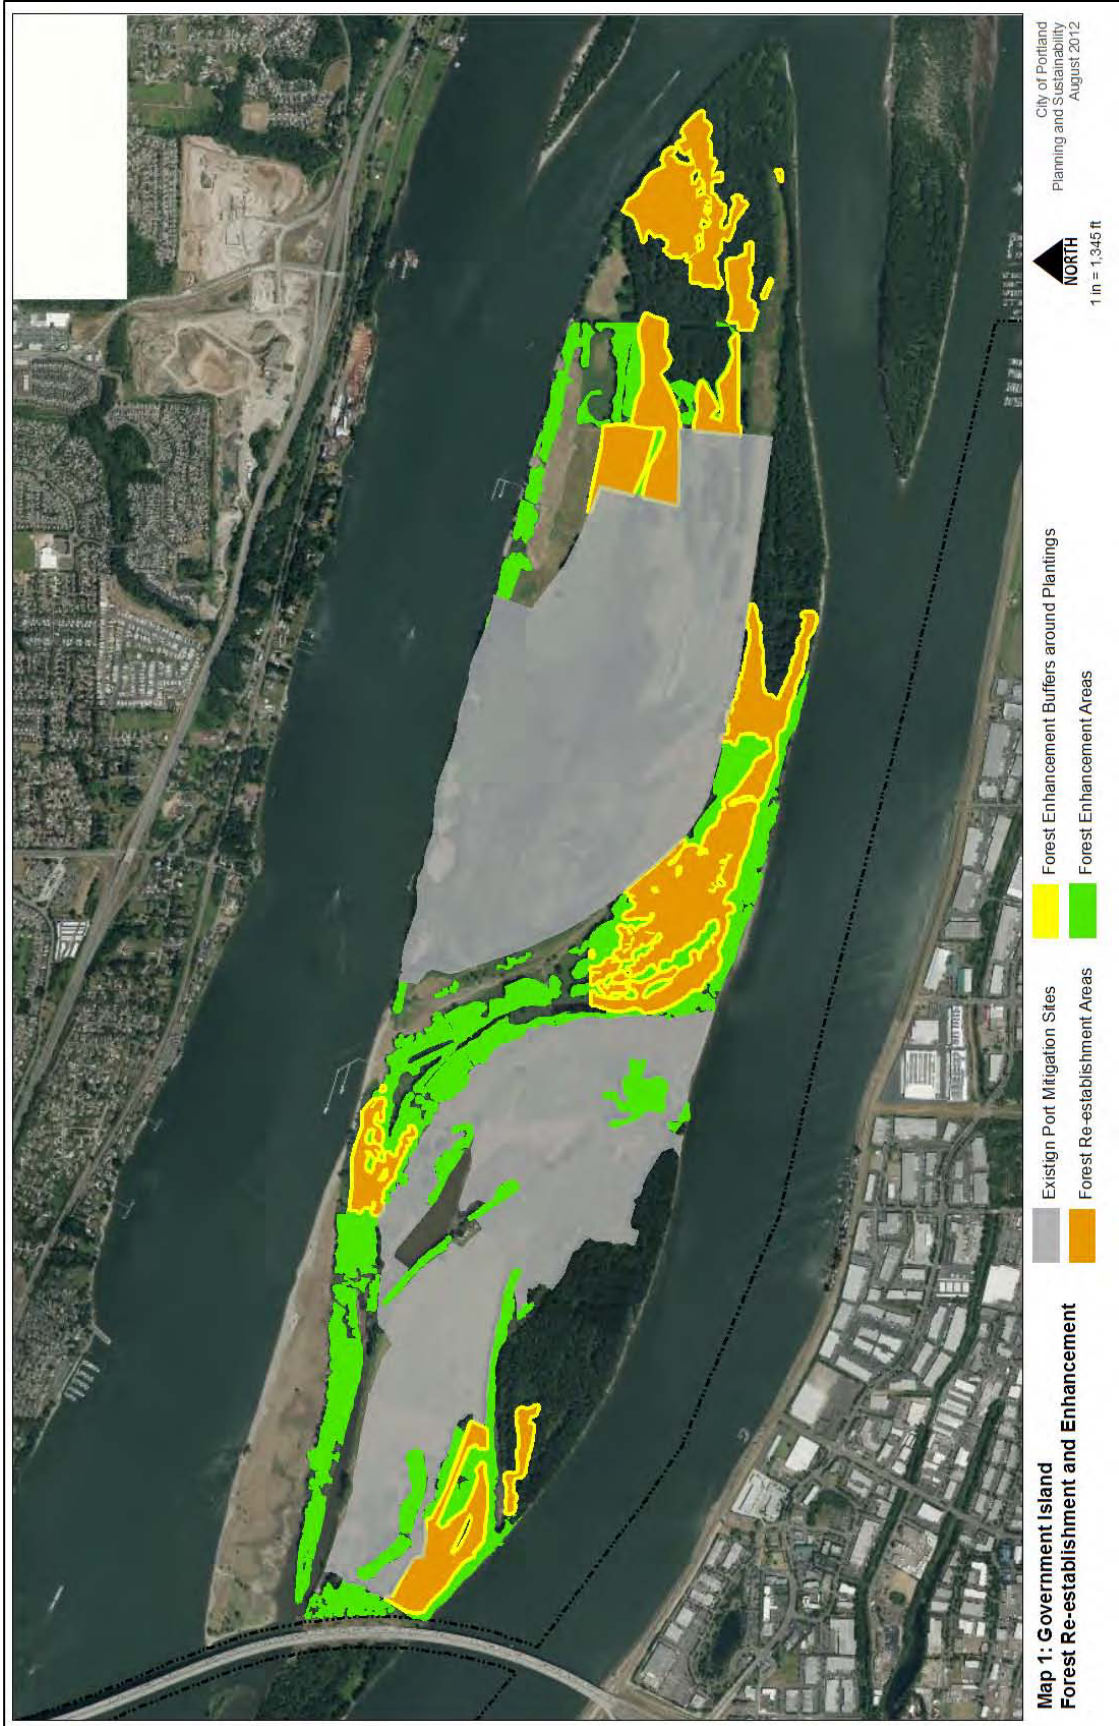 Map 1: Government Island
Forest Re-establishment and Enhancement
Existign Port Mitigation Sites
Forest Re-establishment Areas
Forest Enhancement Buffers around Plantings
Forest Enhancement Areas
NORTH
1 in = 1,345 ft
City of Portland
Planning and Sustainability
August 2012